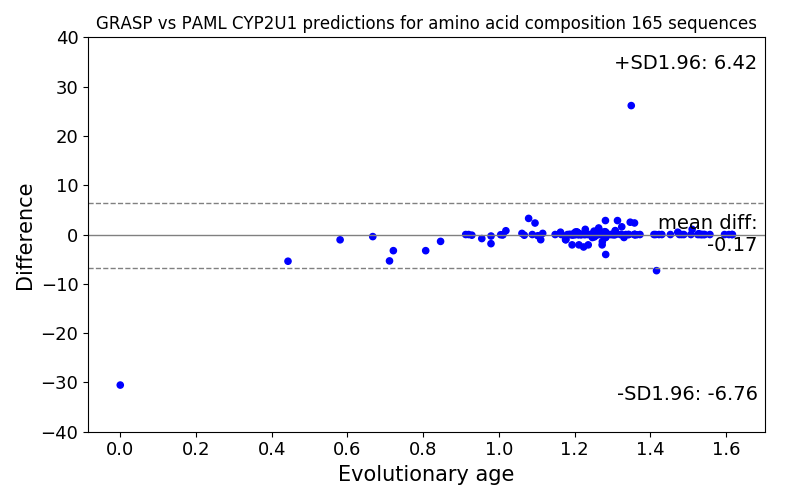 GRASP vs PAML CYP2U1 predictions for amino acid composition 165 sequences
40
30
20
10
0
−10
−20
−30
−40
Difference
+SD1.96: 6.42
mean diff:
-0.17
-SD1.96: -6.76
0.0 0.2 0.4 0.6 0.8 1.0 1.2 1.4 1.6
Evolutionary age